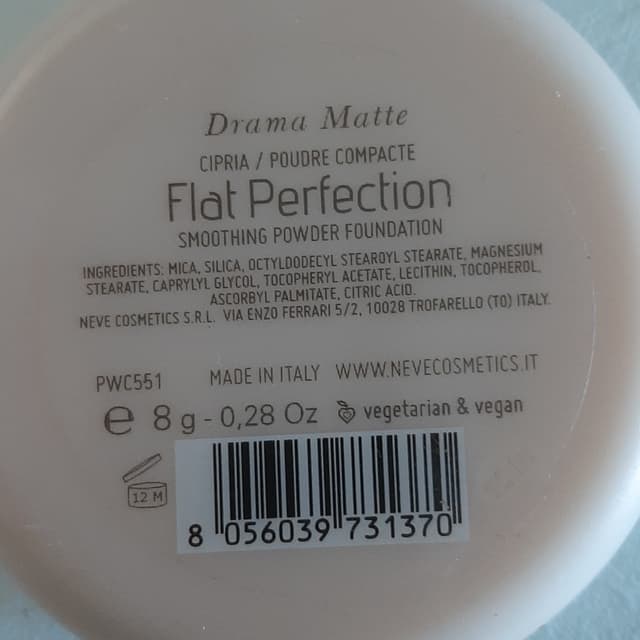 Drama Matte
CIPRIA / POUDRE COMPACTE
Flat Perfection
SMOOTHING POWDER FOUNDATION
INGREDIENTS: MICA, SILICA, OCTYLDODECYL STEAROYL STEARATE, MAGNESIUM
STEARATE, CAPRYLYL GLYCOL, TOCOPHERYL ACETATE, LECITHIN, TOCOPHEROL,
ASCORBYL PALMITATE, CITRIC ACID.
NEVE COSMETICS S.R.L. VIA ENZO FERRARI 5/2, 10028 TROFARELLO (TO) ITALY.
PWC551 MADE IN ITALY WWW.NEVECOSMETICS.IT
e 8 g - 0,28 Oz vegetarian & vegan
12 M
8 056039 731370